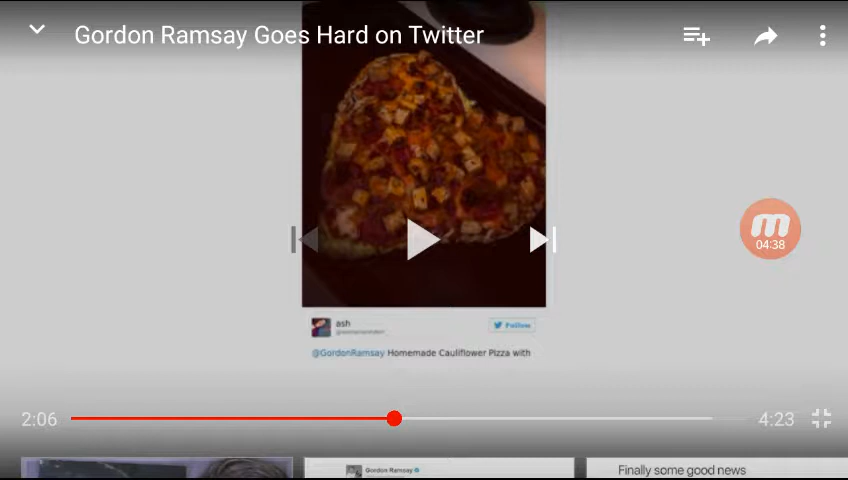 Gordon Ramsay Goes Hard on Twitter
04:38
ash
Follow
@GordonRamsay Homemade Cauliflower Pizza with
2:06
4:23
Gordon Ramsay
Finally some good news